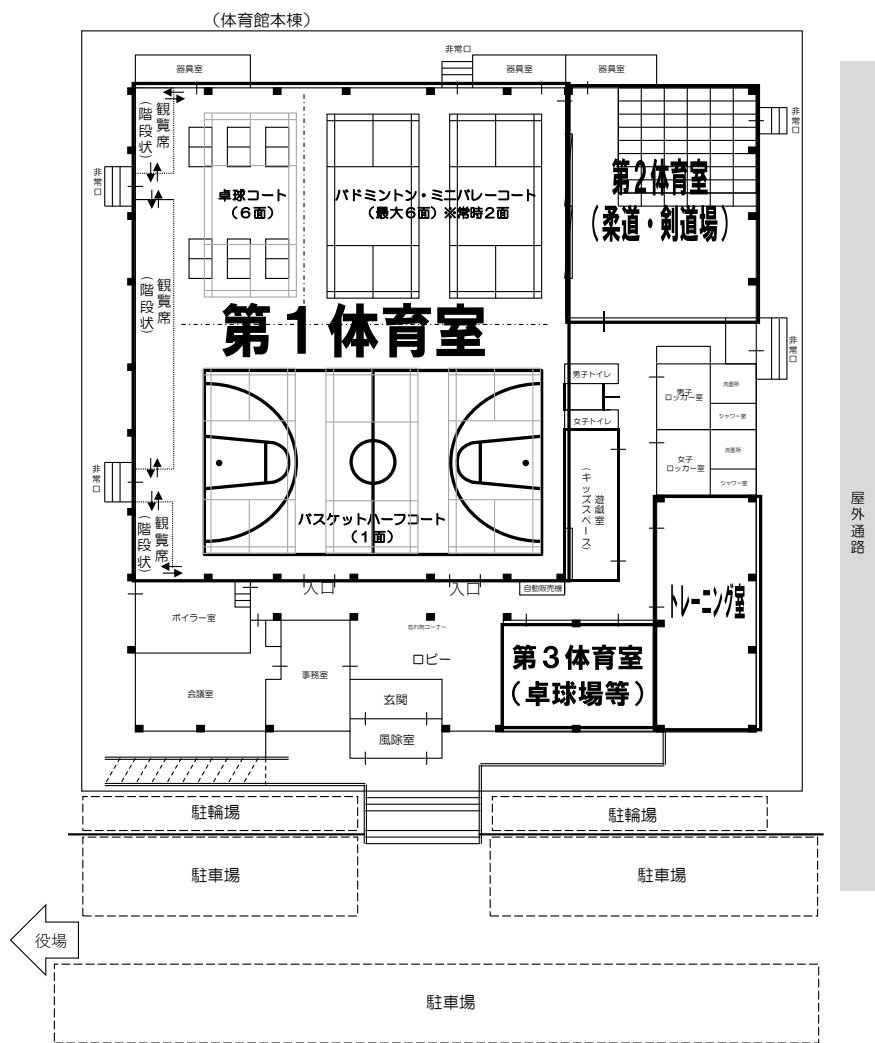 （体育館本棟）
非常口
器具室
器具室
器具室
観覧席
（階段状）
非常口
非常口
卓球コート
（６面）
バドミントン・ミニバレーコート
（最大６面）※常時２面
第２体育室
（柔道・剣道場）
観覧席
（階段状）
第１体育室
非常口
男子トイレ
男子
ロッカー室
洗面所
シャワー室
女子トイレ
女子
ロッカー室
洗面所
シャワー室
遊戯室
（キッズスペース）
非常口
観覧席
（階段状）
バスケットハーフコート
（１面）
屋外通路
入口
入口
自動販売機
トレーニング室
ボイラー室
忘れ物コーナー
ロビー
第３体育室
（卓球場等）
事務室
会議室
玄関
風除室
駐輪場
駐輪場
駐車場
駐車場
役場
駐車場